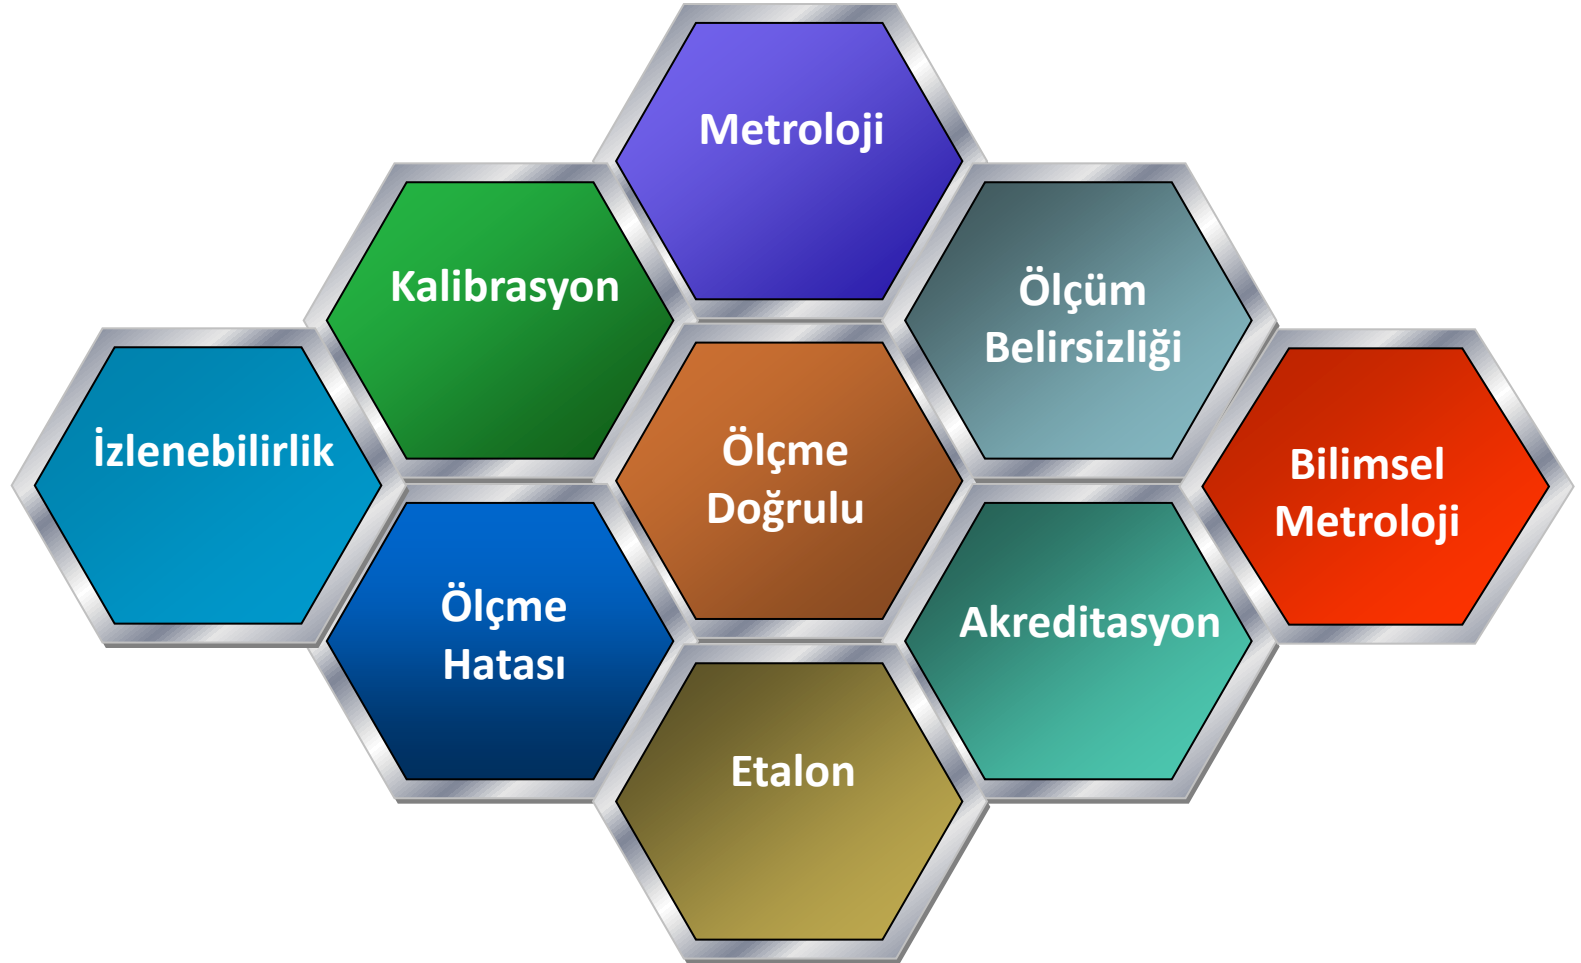 Metroloji
Kalibrasyon
Ölçüm
Belirsizliği
İzlenebilirlik
Ölçme
Doğrulu
Bilimsel
Metroloji
Ölçme
Hatası
Akreditasyon
Etalon